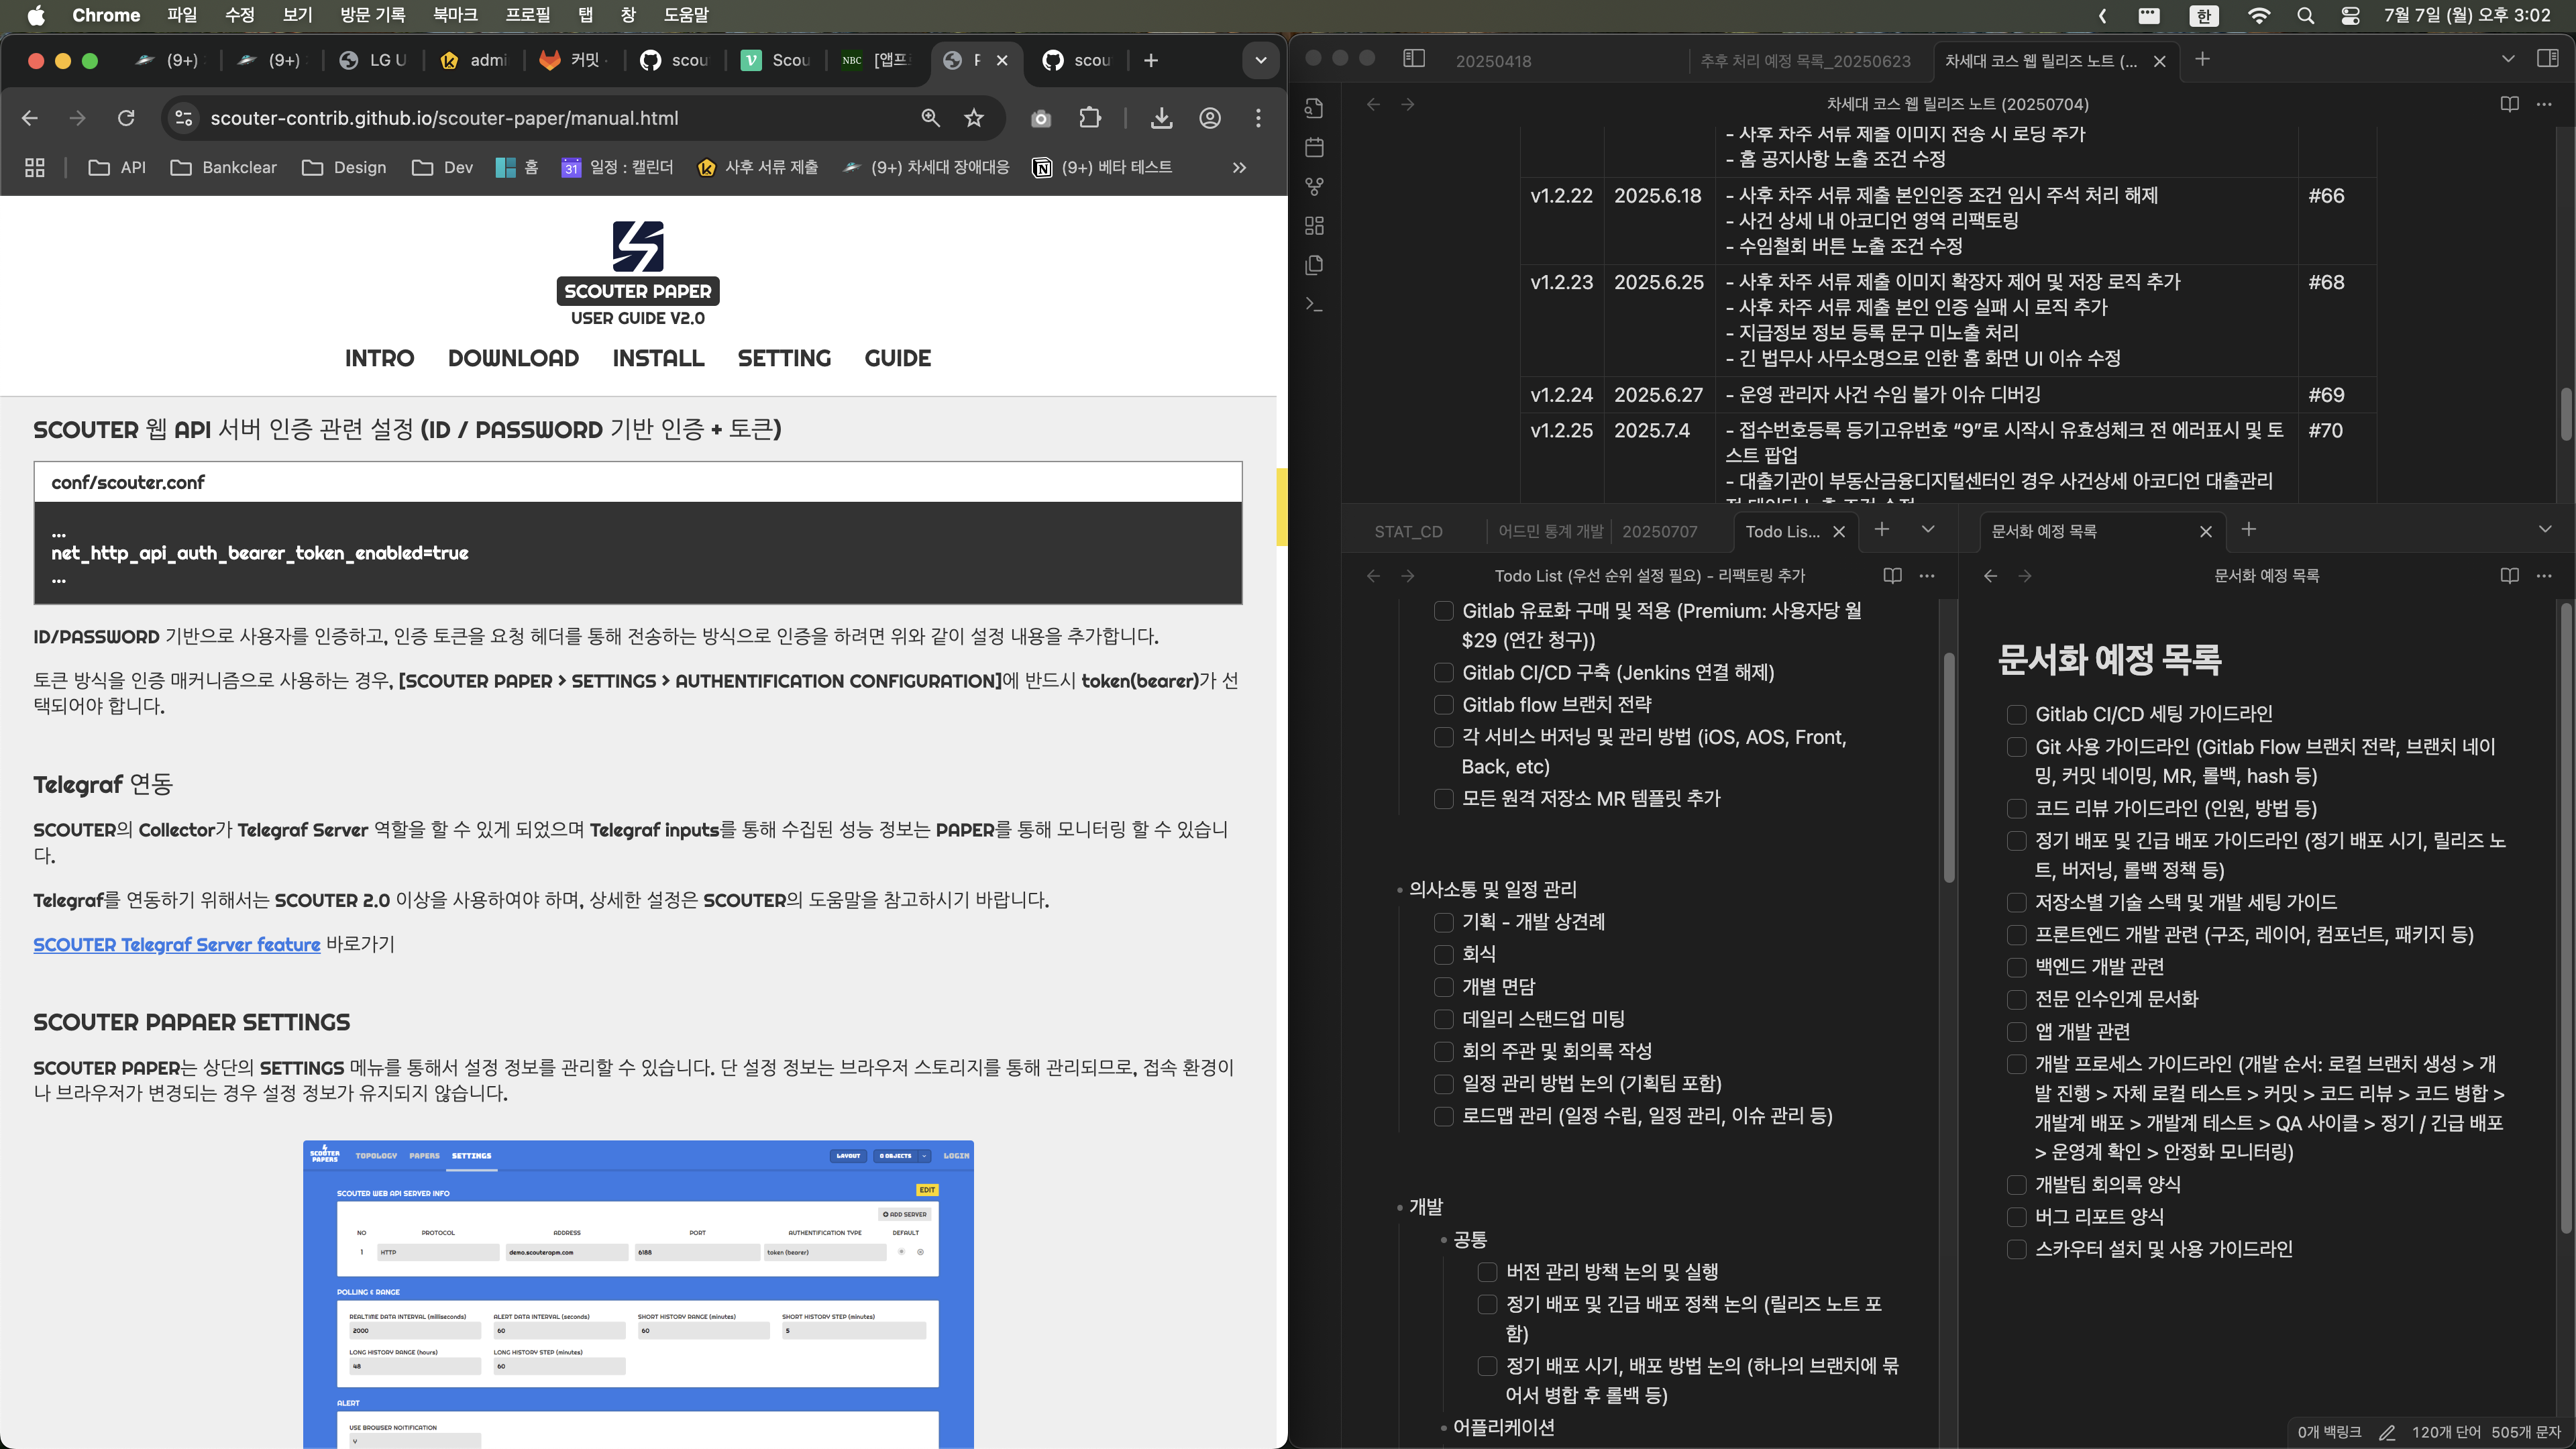 Chrome 파일 수정 보기 방문 기록 북마크 프로필 탭 창 도움말
한 7월 7일 (월) 오후 3:02
(9+) (9+) LG U admi 커밋 scou Scou NBC [앱프 F scou
scouter-contrib.github.io/scouter-paper/manual.html
API Bankclear Design Dev 홈 31 일정 : 캘린더 사후 서류 제출 (9+) 차세대 장애대응 (9+) 베타 테스트
SCOUTER PAPER
USER GUIDE V2.0
INTRO DOWNLOAD INSTALL SETTING GUIDE
SCOUTER 웹 API 서버 인증 관련 설정 (ID / PASSWORD 기반 인증 + 토큰)
conf/scouter.conf
...
net_http_api_auth_bearer_token_enabled=true
...
ID/PASSWORD 기반으로 사용자를 인증하고, 인증 토큰을 요청 헤더를 통해 전송하는 방식으로 인증을 하려면 위와 같이 설정 내용을 추가합니다.
토큰 방식을 인증 매커니즘으로 사용하는 경우, [SCOUTER PAPER > SETTINGS > AUTHENTIFICATION CONFIGURATION]에 반드시 token(bearer)가 선
택되어야 합니다.
Telegraf 연동
SCOUTER의 Collector가 Telegraf Server 역할을 할 수 있게 되었으며 Telegraf inputs를 통해 수집된 성능 정보는 PAPER를 통해 모니터링 할 수 있습니
다.
Telegraf를 연동하기 위해서는 SCOUTER 2.0 이상을 사용하여야 하며, 상세한 설정은 SCOUTER의 도움말을 참고하시기 바랍니다.
SCOUTER Telegraf Server feature 바로가기
SCOUTER PAPAER SETTINGS
SCOUTER PAPER는 상단의 SETTINGS 메뉴를 통해서 설정 정보를 관리할 수 있습니다. 단 설정 정보는 브라우저 스토리지를 통해 관리되므로, 접속 환경이
나 브라우저가 변경되는 경우 설정 정보가 유지되지 않습니다.
SCOUTER
PAPERS TOPOLOGY PAPERS SETTINGS LAYOUT 0 OBJECTS LOGIN
SCOUTER WEB API SERVER INFO EDIT
ADD SERVER
NO PROTOCOL ADDRESS PORT AUTHENTIFICATION TYPE DEFAULT
1 HTTP demo.scouterapm.com 6188 token (bearer)
POLLING & RANGE
REALTIME DATA INTERVAL (milliseconds) ALERT DATA INTERVAL (seconds) SHORT HISTORY RANGE (minutes) SHORT HISTORY STEP (minutes)
2000 60 60 5
LONG HISTORY RANGE (hours) LONG HISTORY STEP (minutes)
48 60
ALERT
USE BROWSER NOITIFICATION
Y
20250418 추후 처리 예정 목록_20250623 차세대 코스 웹 릴리즈 노트 (...
차세대 코스 웹 릴리즈 노트 (20250704)
- 사후 차주 서류 제출 이미지 전송 시 로딩 추가
- 홈 공지사항 노출 조건 수정
v1.2.22 2025.6.18 - 사후 차주 서류 제출 본인인증 조건 임시 주석 처리 해제 #66
- 사건 상세 내 아코디언 영역 리팩토링
- 수임철회 버튼 노출 조건 수정
v1.2.23 2025.6.25 - 사후 차주 서류 제출 이미지 확장자 제어 및 저장 로직 추가 #68
- 사후 차주 서류 제출 본인 인증 실패 시 로직 추가
- 지급정보 정보 등록 문구 미노출 처리
- 긴 법무사 사무소명으로 인한 홈 화면 UI 이슈 수정
v1.2.24 2025.6.27 - 운영 관리자 사건 수임 불가 이슈 디버깅 #69
v1.2.25 2025.7.4 - 접수번호등록 등기고유번호 “9”로 시작시 유효성체크 전 에러표시 및 토 #70
스트 팝업
- 대출기관이 부동산금융디지털센터인 경우 사건상세 아코디언 대출관리
STAT_CD 어드민 통계 개발 20250707 Todo Lis...
Todo List (우선 순위 설정 필요) - 리팩토링 추가
Gitlab 유료화 구매 및 적용 (Premium: 사용자당 월
$29 (연간 청구))
Gitlab CI/CD 구축 (Jenkins 연결 해제)
Gitlab flow 브랜치 전략
각 서비스 버저닝 및 관리 방법 (iOS, AOS, Front,
Back, etc)
모든 원격 저장소 MR 템플릿 추가
의사소통 및 일정 관리
기획 - 개발 상견례
회식
개별 면담
데일리 스탠드업 미팅
회의 주관 및 회의록 작성
일정 관리 방법 논의 (기획팀 포함)
로드맵 관리 (일정 수립, 일정 관리, 이슈 관리 등)
개발
공통
버전 관리 방책 논의 및 실행
정기 배포 및 긴급 배포 정책 논의 (릴리즈 노트 포
함)
정기 배포 시기, 배포 방법 논의 (하나의 브랜치에 묶
어서 병합 후 롤백 등)
어플리케이션
문서화 예정 목록
문서화 예정 목록
문서화 예정 목록
Gitlab CI/CD 세팅 가이드라인
Git 사용 가이드라인 (Gitlab Flow 브랜치 전략, 브랜치 네이
밍, 커밋 네이밍, MR, 롤백, hash 등)
코드 리뷰 가이드라인 (인원, 방법 등)
정기 배포 및 긴급 배포 가이드라인 (정기 배포 시기, 릴리즈 노
트, 버저닝, 롤백 정책 등)
저장소별 기술 스택 및 개발 세팅 가이드
프론트엔드 개발 관련 (구조, 레이어, 컴포넌트, 패키지 등)
백엔드 개발 관련
전문 인수인계 문서화
앱 개발 관련
개발 프로세스 가이드라인 (개발 순서: 로컬 브랜치 생성 > 개
발 진행 > 자체 로컬 테스트 > 커밋 > 코드 리뷰 > 코드 병합 >
개발계 배포 > 개발계 테스트 > QA 사이클 > 정기 / 긴급 배포
> 운영계 확인 > 안정화 모니터링)
개발팀 회의록 양식
버그 리포트 양식
스카우터 설치 및 사용 가이드라인
0개 백링크 120개 단어 505개 문자